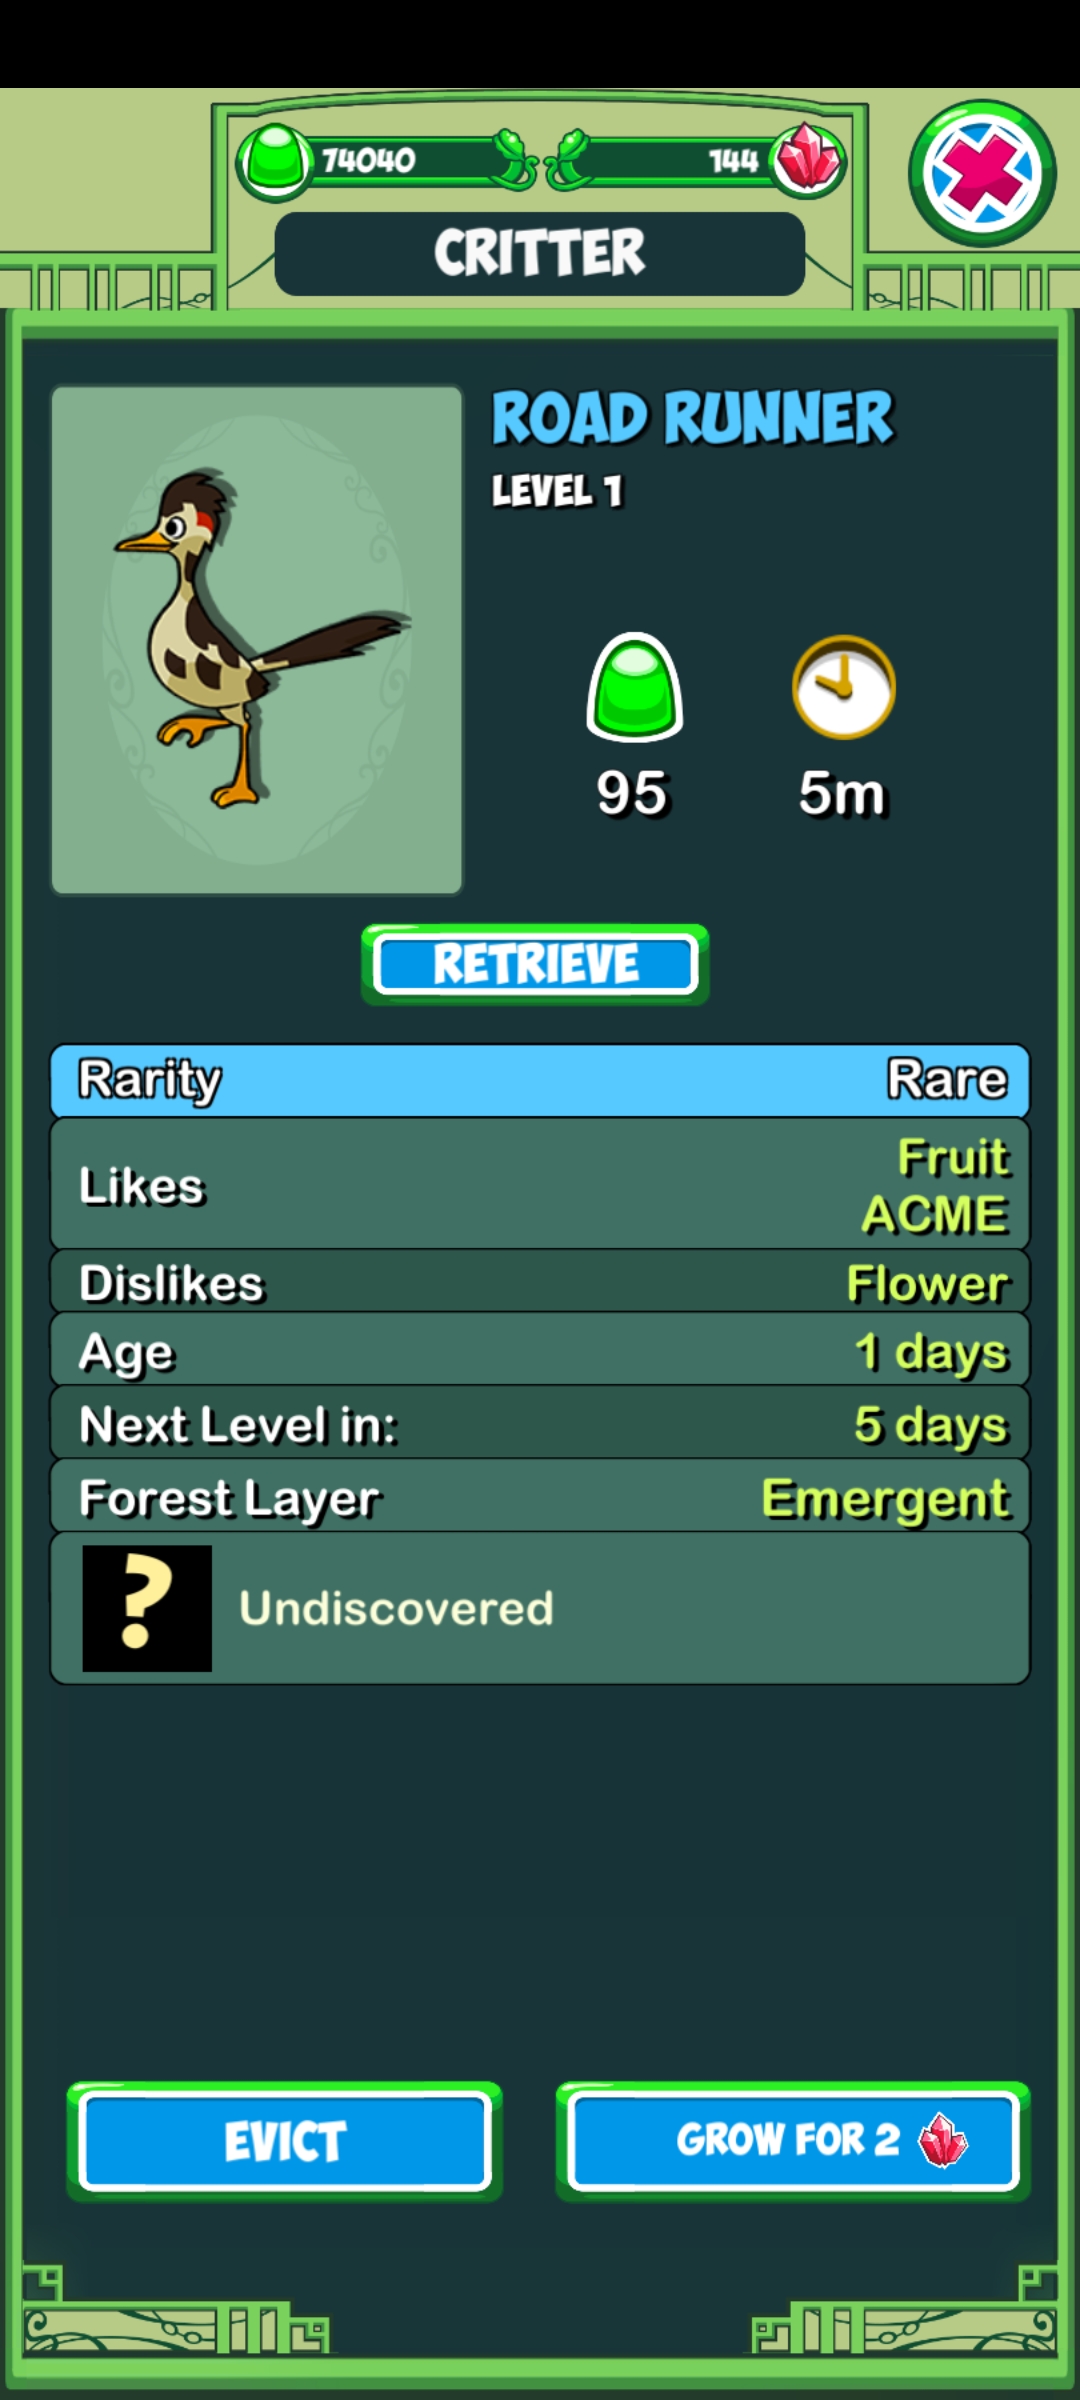 74040
144
CRITTER
ROAD RUNNER
LEVEL 1
95
5m
RETRIEVE
Rarity Rare
Likes Fruit
ACME
Dislikes Flower
Age 1 days
Next Level in: 5 days
Forest Layer Emergent
? Undiscovered
EVICT
GROW FOR 2